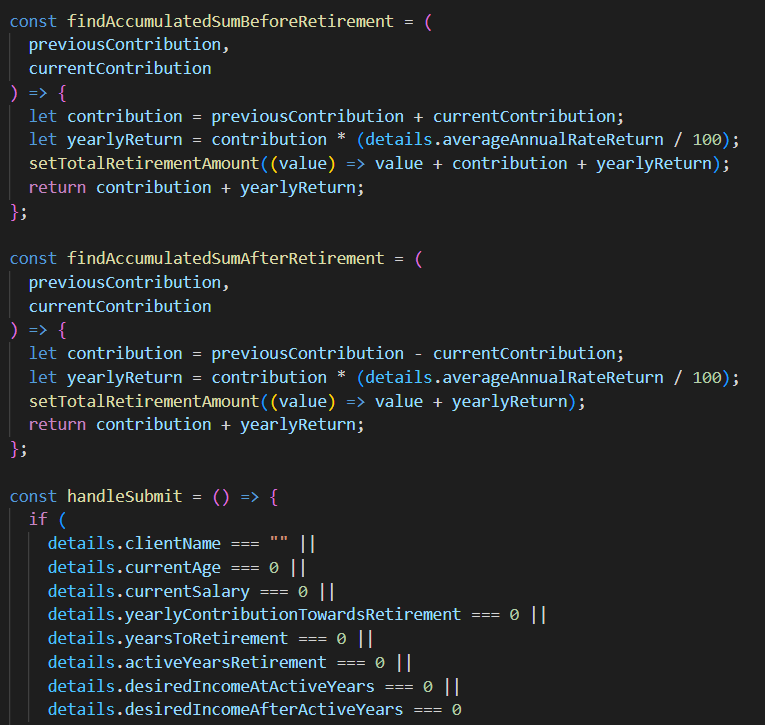 const findAccumulatedSumBeforeRetirement = (
  previousContribution,
  currentContribution
) => {
  let contribution = previousContribution + currentContribution;
  let yearlyReturn = contribution * (details.averageAnnualRateReturn / 100);
  setTotalRetirementAmount((value) => value + contribution + yearlyReturn);
  return contribution + yearlyReturn;
};

const findAccumulatedSumAfterRetirement = (
  previousContribution,
  currentContribution
) => {
  let contribution = previousContribution - currentContribution;
  let yearlyReturn = contribution * (details.averageAnnualRateReturn / 100);
  setTotalRetirementAmount((value) => value + yearlyReturn);
  return contribution + yearlyReturn;
};

const handleSubmit = () => {
  if (
    details.clientName === "" ||
    details.currentAge === 0 ||
    details.currentSalary === 0 ||
    details.yearlyContributionTowardsRetirement === 0 ||
    details.yearsToRetirement === 0 ||
    details.activeYearsRetirement === 0 ||
    details.desiredIncomeAtActiveYears === 0 ||
    details.desiredIncomeAfterActiveYears === 0